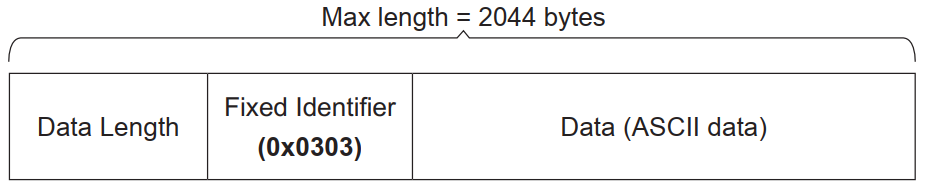 Max length = 2044 bytes
Data Length
Fixed Identifier
(0x0303)
Data (ASCII data)